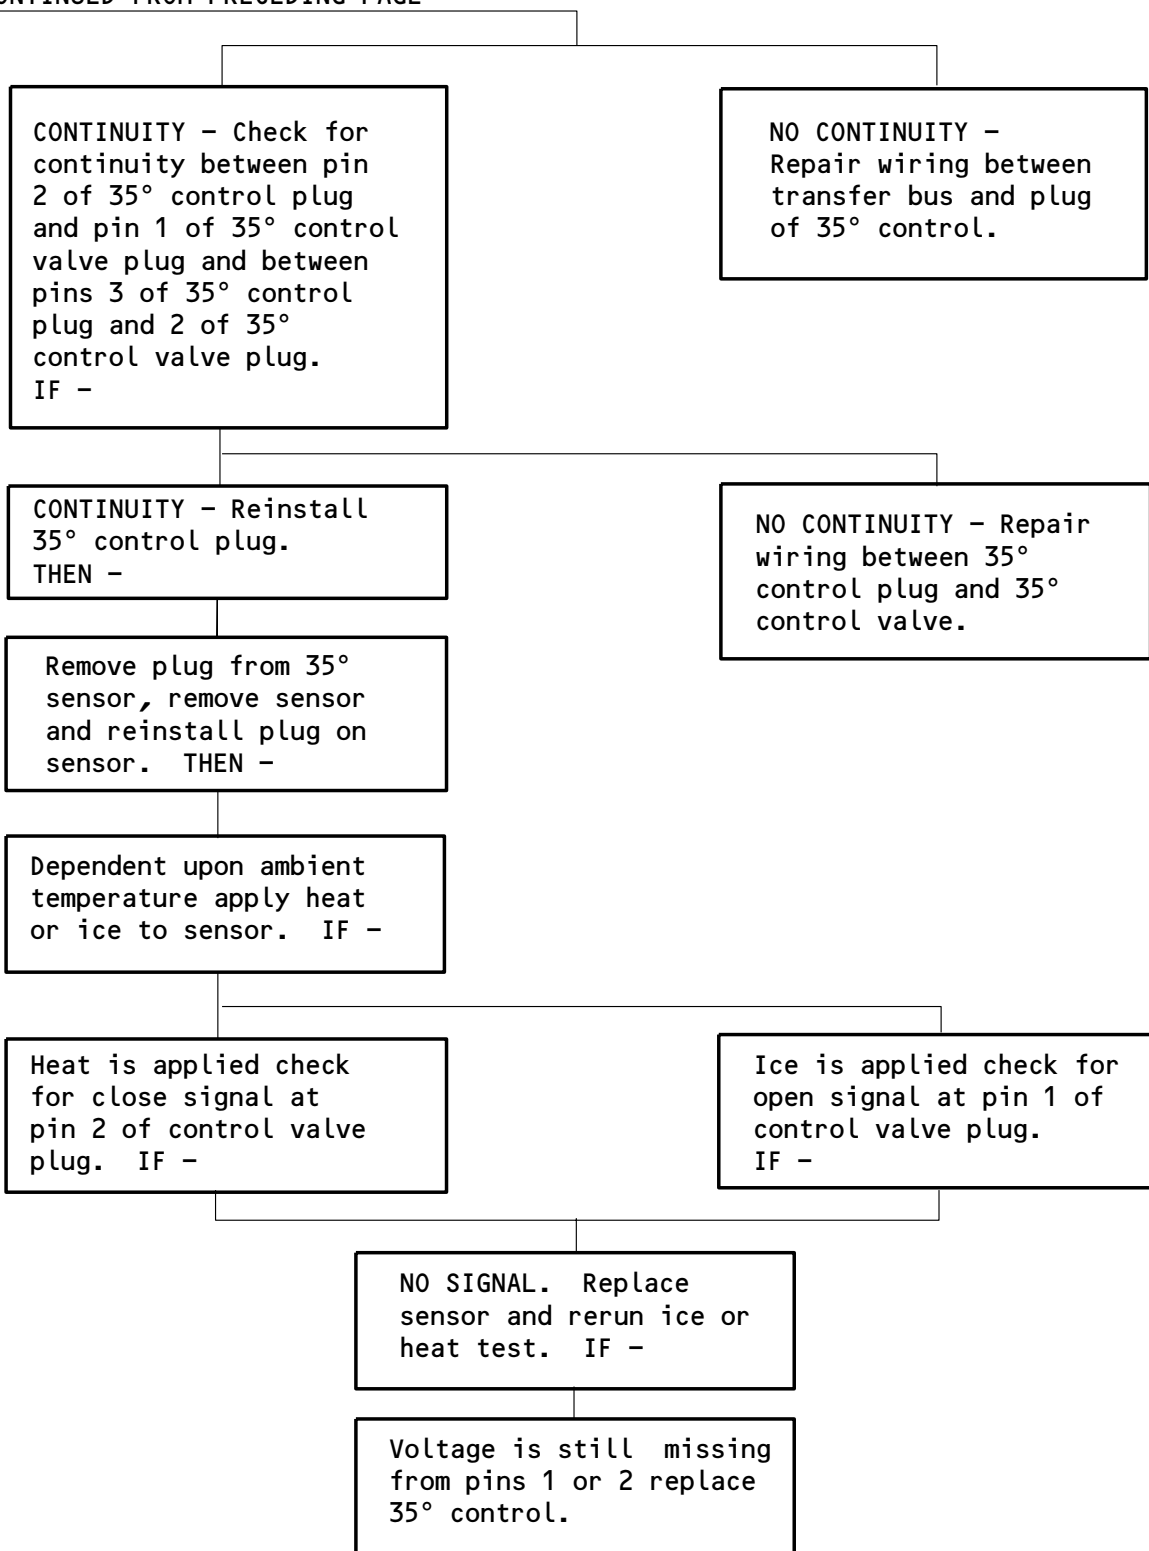 CONTINUED FROM PRECEDING PAGE
CONTINUITY – Check for
continuity between pin
2 of 35° control plug
and pin 1 of 35° control
valve plug and between
pins 3 of 35° control
plug and 2 of 35°
control valve plug.
IF –
NO CONTINUITY –
Repair wiring between
transfer bus and plug
of 35° control.
CONTINUITY – Reinstall
35° control plug.
THEN –
NO CONTINUITY – Repair
wiring between 35°
control plug and 35°
control valve.
Remove plug from 35°
sensor, remove sensor
and reinstall plug on
sensor.  THEN –
Dependent upon ambient
temperature apply heat
or ice to sensor.  IF –
Heat is applied check
for close signal at
pin 2 of control valve
plug.  IF –
Ice is applied check for
open signal at pin 1 of
control valve plug.
IF –
NO SIGNAL.  Replace
sensor and rerun ice or
heat test.  IF –
Voltage is still  missing
from pins 1 or 2 replace
35° control.